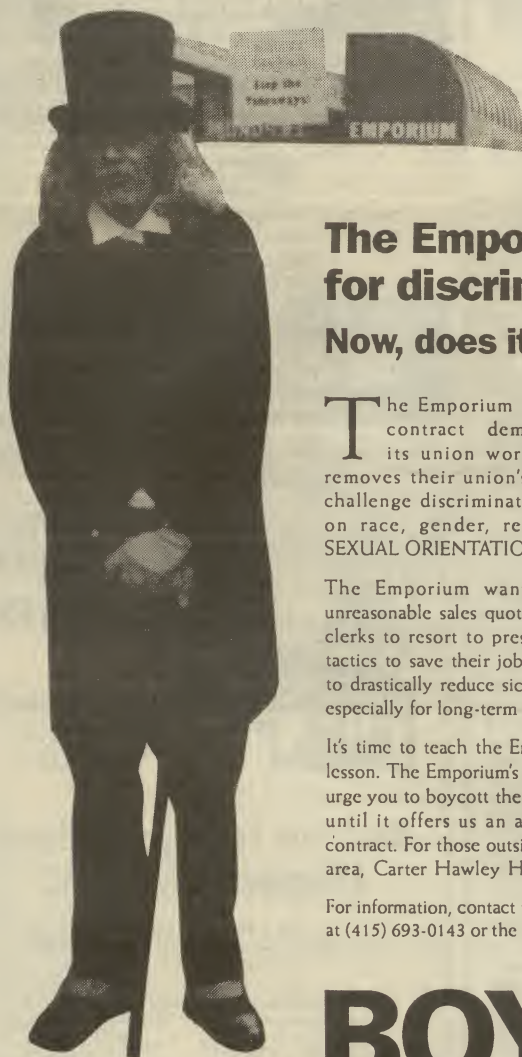 Stop the
Takeaways!
EMPORIUM
The Empo
for discrin
Now, does it
The Emporium
contract dem
its union wor
removes their union'
challenge discriminat
on race, gender, re
SEXUAL ORIENTATIO
The Emporium wan
unreasonable sales quot
clerks to resort to pres
tactics to save their job
to drastically reduce sic
especially for long-term
It's time to teach the E
lesson. The Emporium's
urge you to boycott the
until it offers us an a
contract. For those outsi
area, Carter Hawley H
For information, contact
at (415) 693-0143 or the
BOY